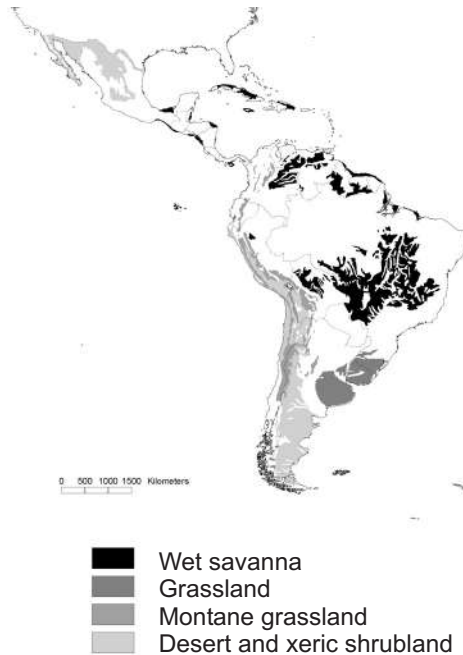 0 500 1000 1500 Kilometers
Wet savanna
Grassland
Montane grassland
Desert and xeric shrubland